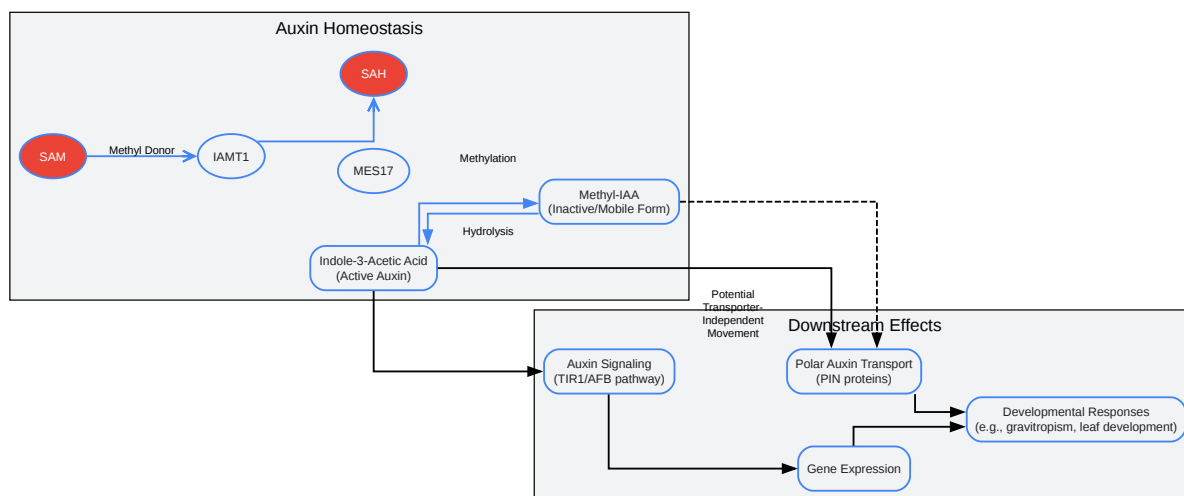 Auxin Homeostasis
SAH
SAM
Methyl Donor
IAMT1
MES17
Methylation
Methyl-IAA
(Inactive/Mobile Form)
Hydrolysis
Indole-3-Acetic Acid
(Active Auxin)
Potential
Transporter-
Independent
Movement
Downstream Effects
Auxin Signaling
(TIR1/AFB pathway)
Polar Auxin Transport
(PIN proteins)
Developmental Responses
(e.g., gravitropism, leaf development)
Gene Expression